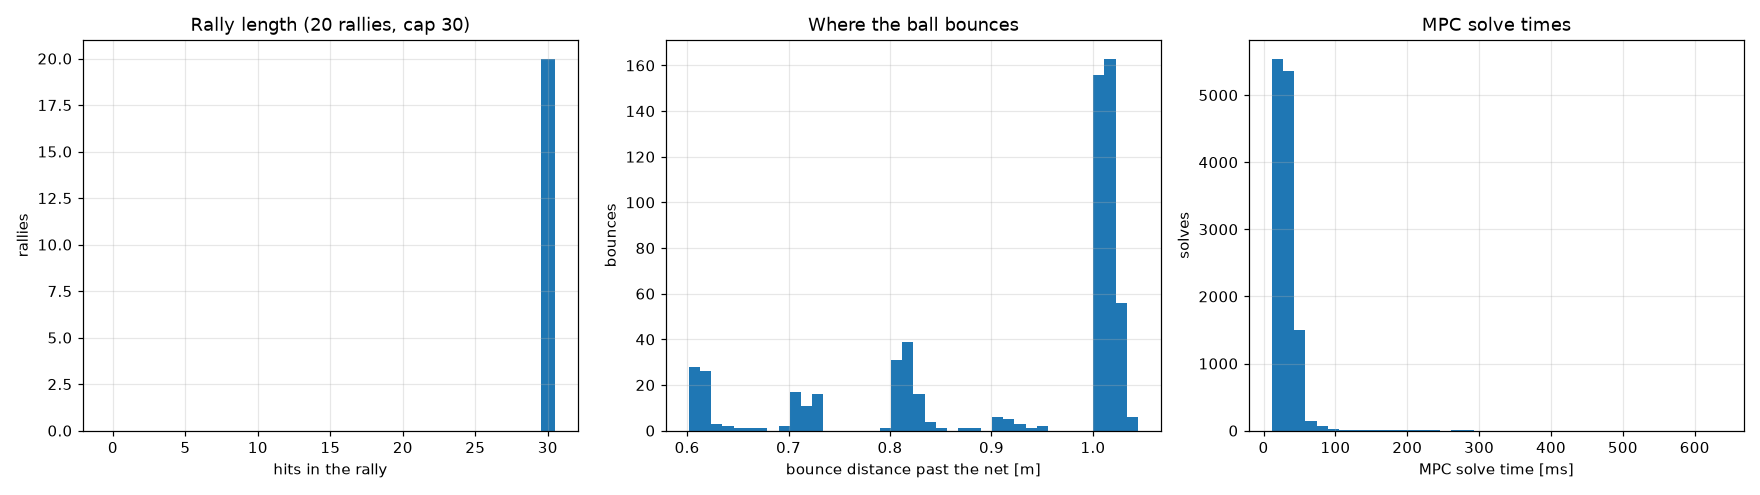 Rally length (20 rallies, cap 30)
20.0
17.5
15.0
12.5
10.0
7.5
5.0
2.5
0.0
rallies
0 5 10 15 20 25 30
hits in the rally
Where the ball bounces
160
140
120
100
80
60
40
20
0
bounces
0.6 0.7 0.8 0.9 1.0
bounce distance past the net [m]
MPC solve times
5000
4000
3000
2000
1000
0
solves
0 100 200 300 400 500 600
MPC solve time [ms]